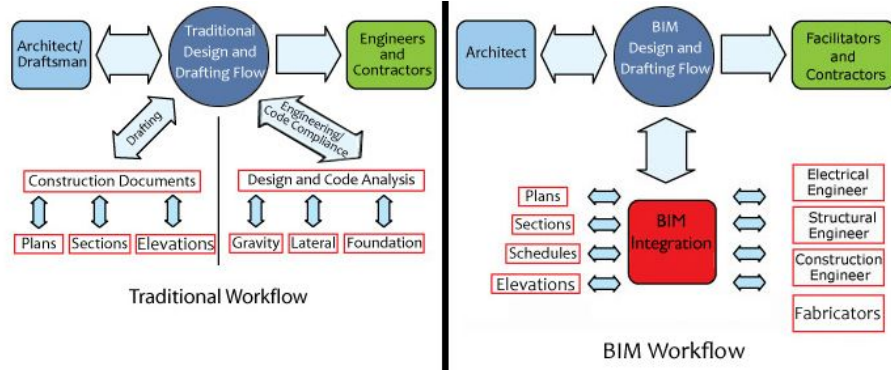 Architect/
Draftsman
Traditional
Design and
Drafting Flow
Engineers
and
Contractors
Drafting
Engineering/
Code Compliance
Construction Documents
Design and Code Analysis
Plans
Sections
Elevations
Gravity
Lateral
Foundation
Traditional Workflow
Architect
BIM
Design and
Drafting Flow
Facilitators
and
Contractors
Plans
Sections
Schedules
Elevations
BIM
Integration
Electrical
Engineer
Structural
Engineer
Construction
Engineer
Fabricators
BIM Workflow